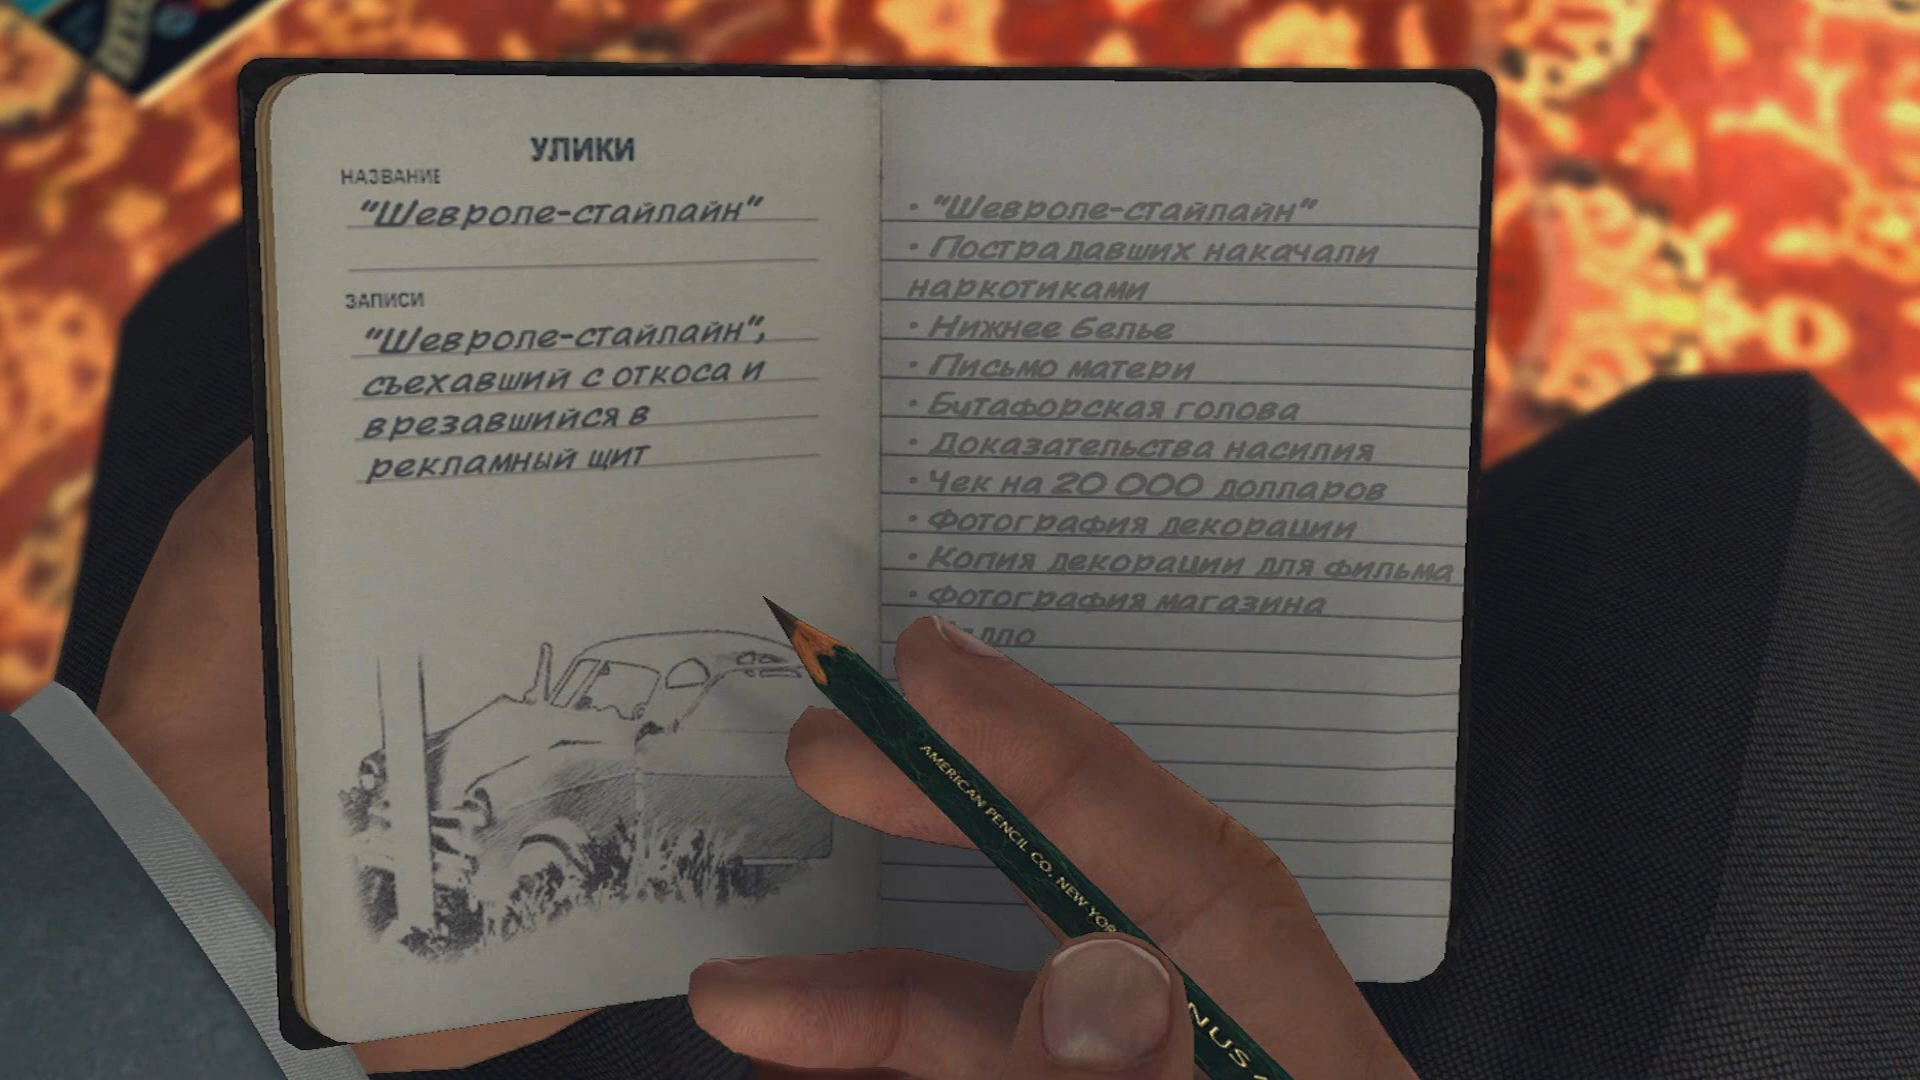 УЛИКИ
НАЗВАНИЕ
"Шевроле-стайлайн"
ЗАПИСИ
"Шевроле-стайлайн",
съехавший с откоса и
врезавшийся в
рекламный щит
• "Шевроле-стайлайн"
• Пострадавших накачали
наркотиками
• Нижнее белье
• Письмо матери
• Бутафорская голова
• Доказательства насилия
• Чек на 20 000 долларов
• Фотография декорации
• Копия декорации для фильма
• Фотография магазина
AMERICAN PENCIL CO. NEW YOR
NUS